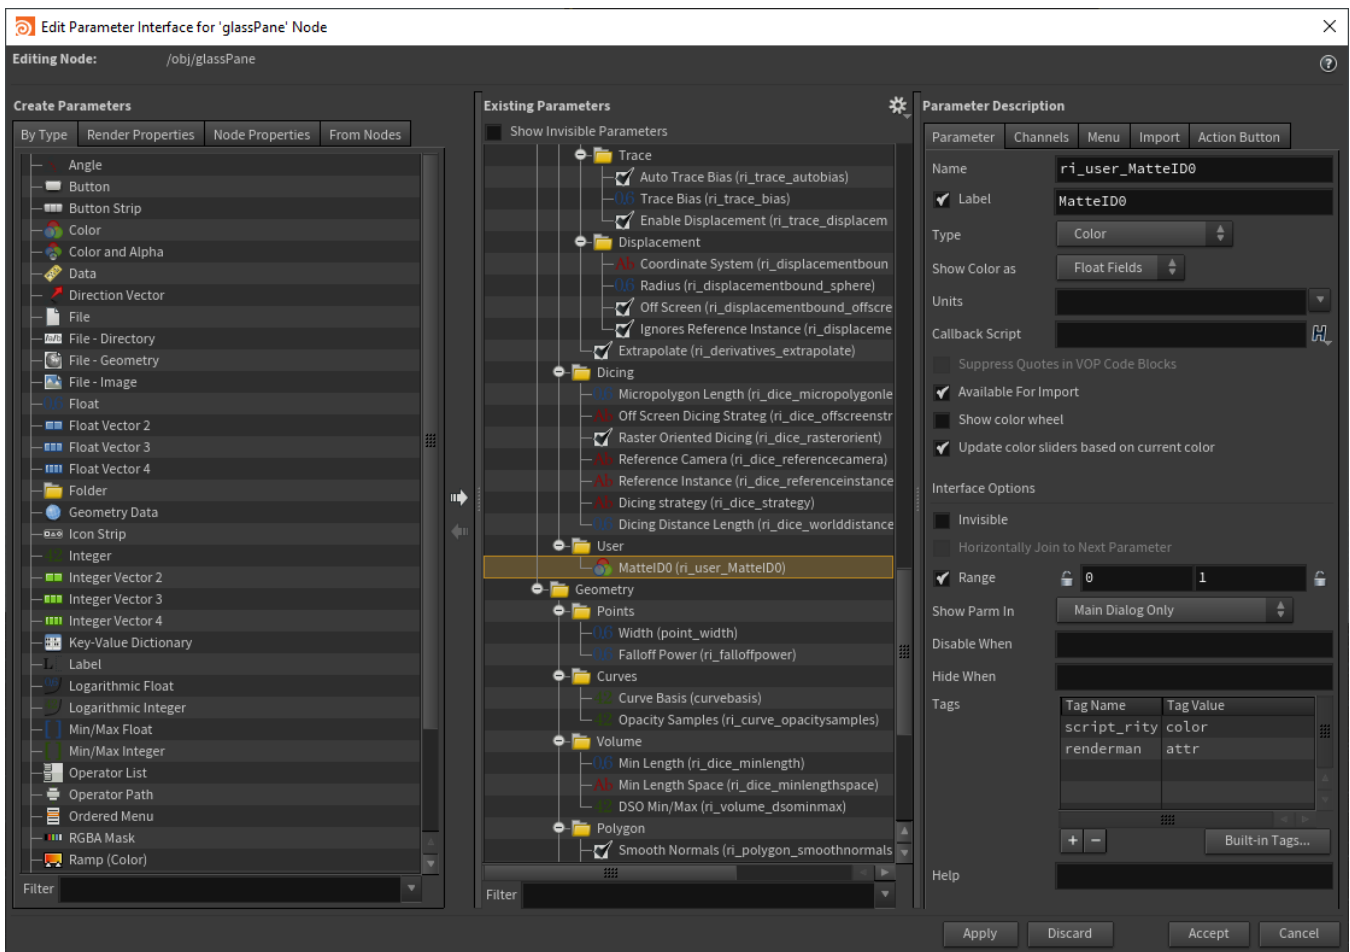 Edit Parameter Interface for 'glassPane' Node
Editing Node: /obj/glassPane
Create Parameters
By Type Render Properties Node Properties From Nodes
Angle
Button
Button Strip
Color
Color and Alpha
Data
Direction Vector
File
File - Directory
File - Geometry
File - Image
Float
Float Vector 2
Float Vector 3
Float Vector 4
Folder
Geometry Data
Icon Strip
Integer
Integer Vector 2
Integer Vector 3
Integer Vector 4
Key-Value Dictionary
Label
Logarithmic Float
Logarithmic Integer
Min/Max Float
Min/Max Integer
Operator List
Operator Path
Ordered Menu
RGBA Mask
Ramp (Color)
Filter
Existing Parameters
Show Invisible Parameters
Trace
Auto Trace Bias (ri_trace_autobias)
Trace Bias (ri_trace_bias)
Enable Displacement (ri_trace_displacem
Displacement
Coordinate System (ri_displacementboun
Radius (ri_displacementbound_sphere)
Off Screen (ri_displacementbound_offscre
Ignores Reference Instance (ri_displaceme
Extrapolate (ri_derivatives_extrapolate)
Dicing
Micropolygon Length (ri_dice_micropolygonle
Off Screen Dicing Strateg (ri_dice_offscreenstr
Raster Oriented Dicing (ri_dice_rasterorient)
Reference Camera (ri_dice_referencecamera)
Reference Instance (ri_dice_referenceinstance
Dicing strategy (ri_dice_strategy)
Dicing Distance Length (ri_dice_worlddistance
User
MatteID0 (ri_user_MatteID0)
Geometry
Points
Width (point_width)
Falloff Power (ri_falloffpower)
Curves
Curve Basis (curvebasis)
Opacity Samples (ri_curve_opacitysamples)
Volume
Min Length (ri_dice_minlength)
Min Length Space (ri_dice_minlengthspace)
DSO Min/Max (ri_volume_dsominmax)
Polygon
Smooth Normals (ri_polygon_smoothnormals
Filter
Parameter Description
Parameter Channels Menu Import Action Button
Name ri_user_MatteID0
Label MatteID0
Type Color
Show Color as Float Fields
Units
Callback Script
Suppress Quotes in VOP Code Blocks
Available For Import
Show color wheel
Update color sliders based on current color
Interface Options
Invisible
Horizontally Join to Next Parameter
Range 0 1
Show Parm In Main Dialog Only
Disable When
Hide When
Tags Tag Name Tag Value
script_rity color
renderman attr
+ − Built-in Tags...
Help
Apply Discard Accept Cancel